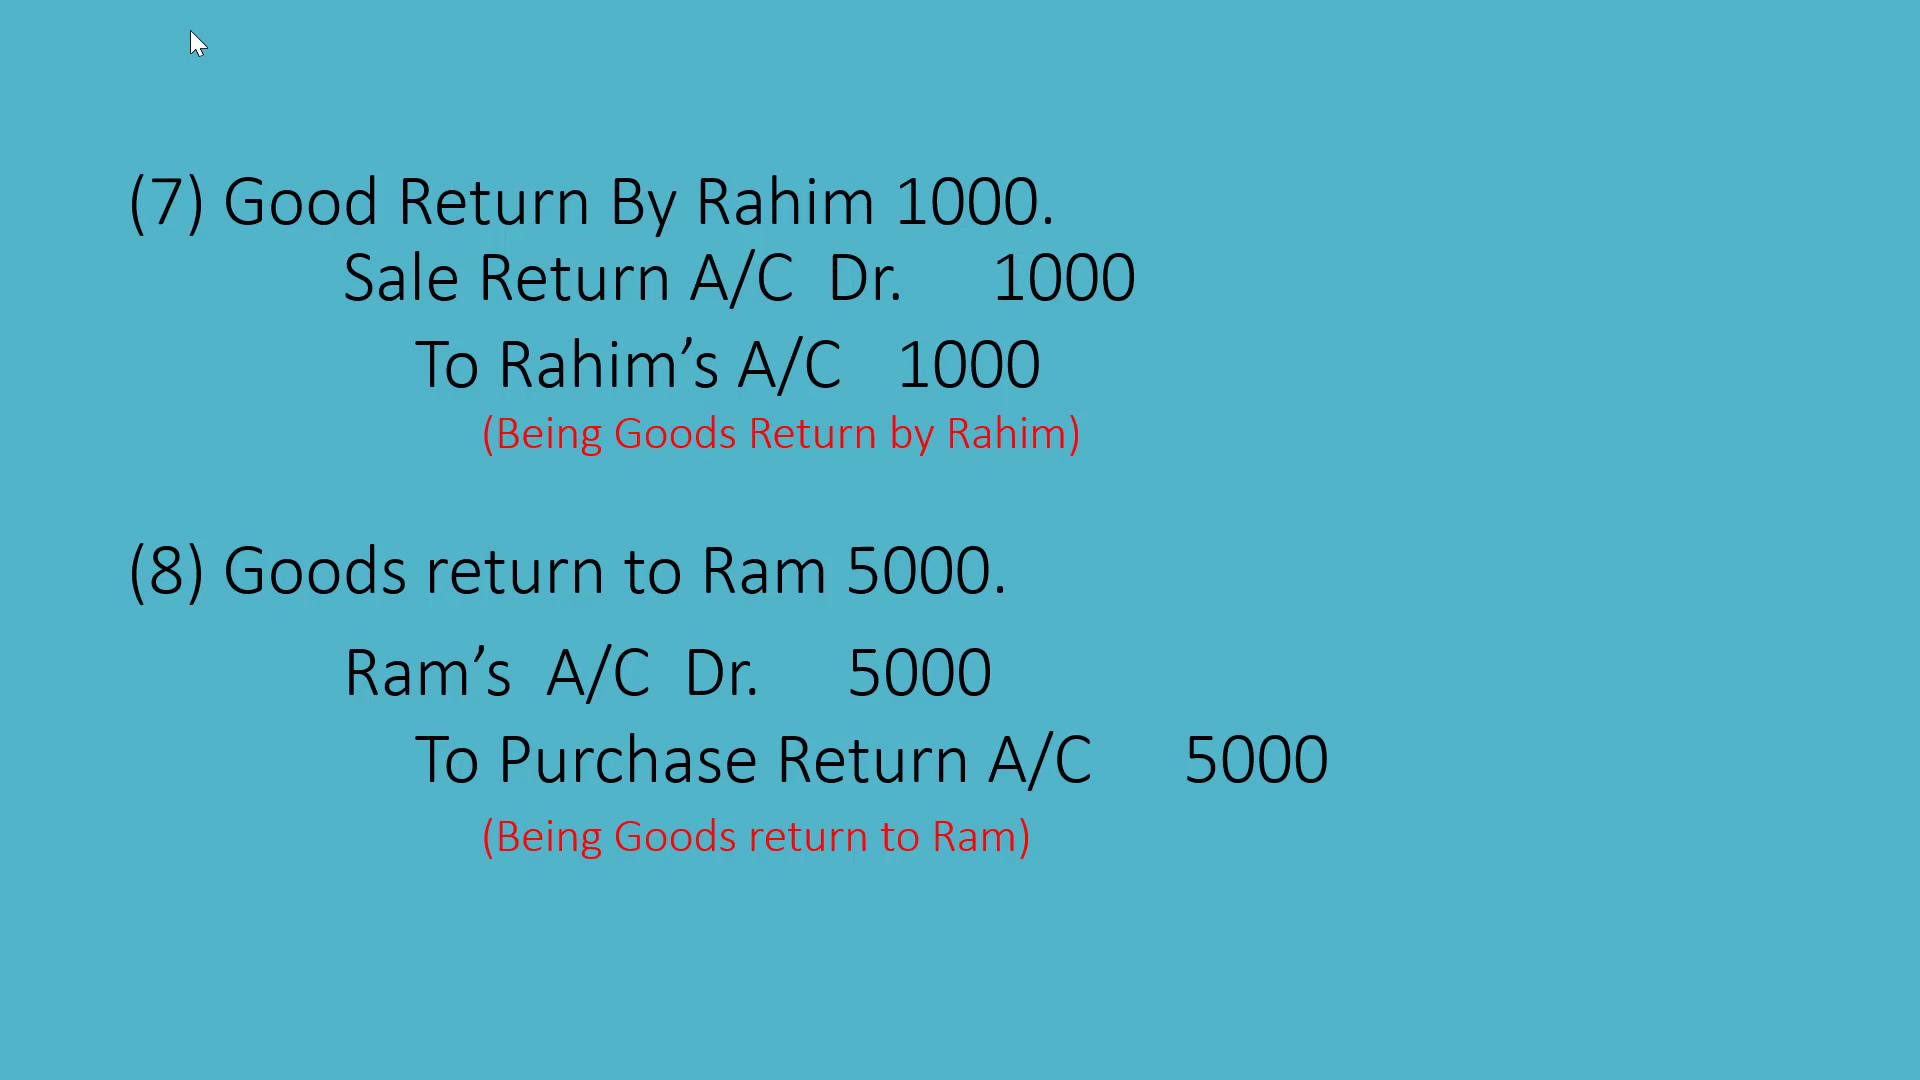 (7) Good Return By Rahim 1000.
Sale Return A/C Dr. 1000
To Rahim’s A/C 1000
(Being Goods Return by Rahim)
(8) Goods return to Ram 5000.
Ram’s A/C Dr. 5000
To Purchase Return A/C 5000
(Being Goods return to Ram)